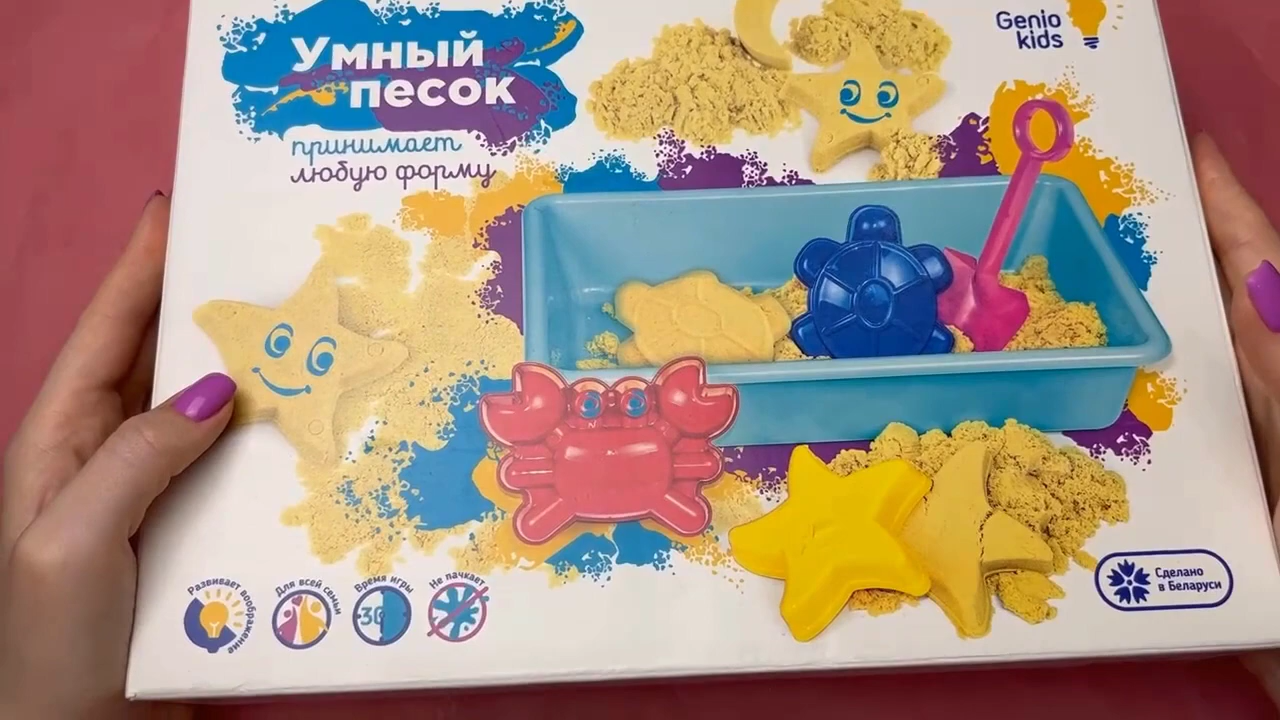 Умный
песок
принимает
любую форму
Genio
kids
Развивает воображение
Для всей семьи
Время игры
30
Не пачкает
Сделано
в Беларуси